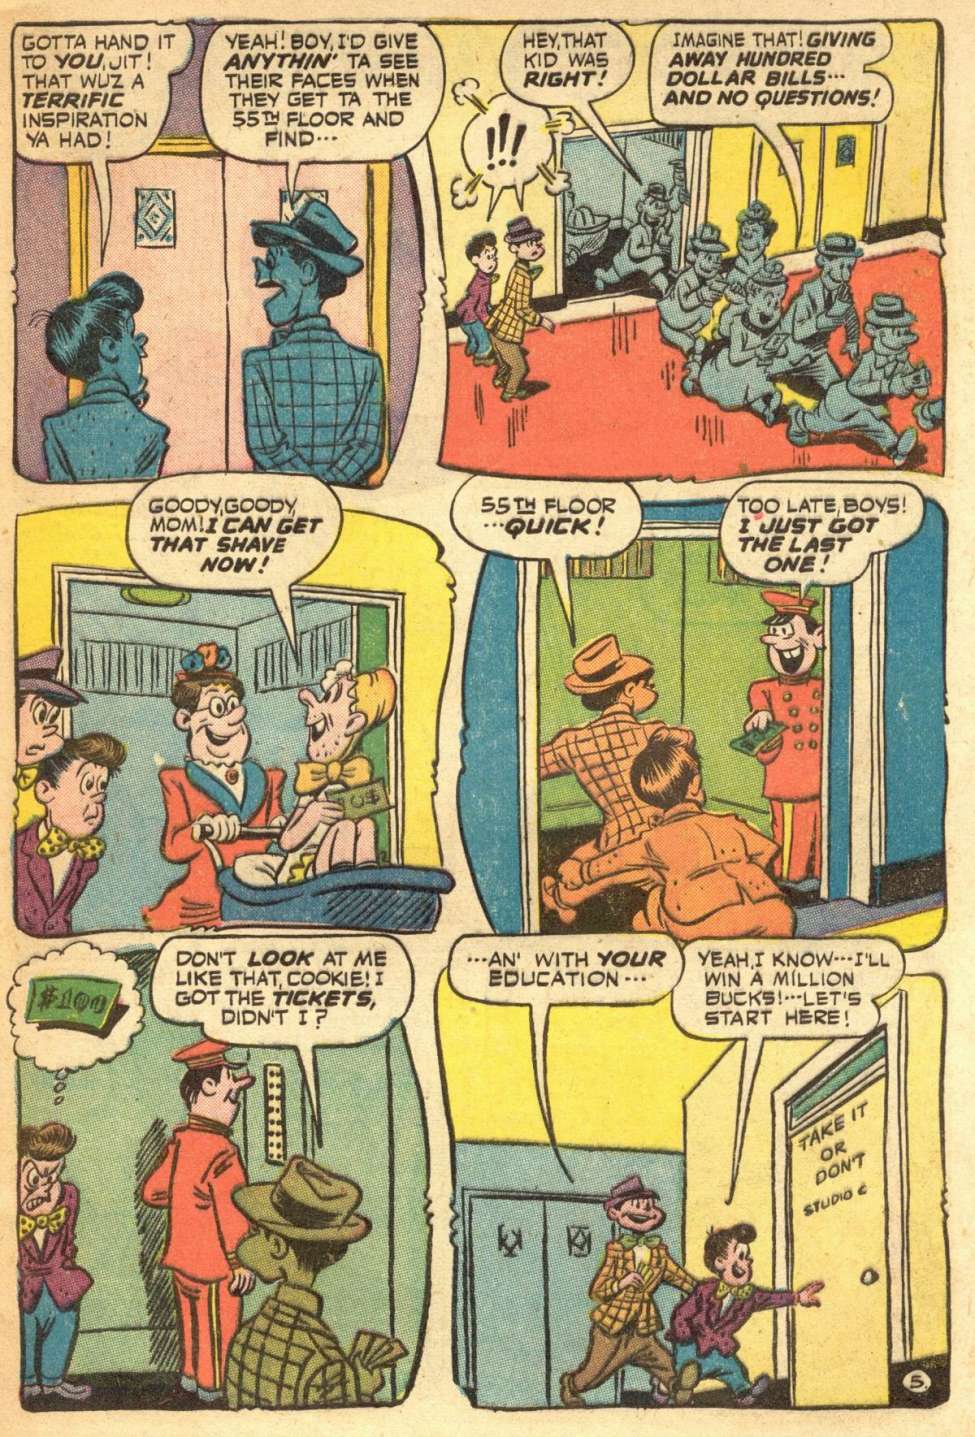 GOTTA HAND IT
TO YOU, JIT!
THAT WUZ A
TERRIFIC
INSPIRATION
YA HAD!
YEAH! BOY, I'D GIVE
ANYTHIN' TA SEE
THEIR FACES WHEN
THEY GET TA THE
55TH FLOOR AND
FIND---
!!!
HEY, THAT
KID WAS
RIGHT!
IMAGINE THAT! GIVING
AWAY HUNDRED
DOLLAR BILLS---
AND NO QUESTIONS!
GOODY, GOODY,
MOM! I CAN GET
THAT SHAVE
NOW!
55TH FLOOR
---QUICK!
TOO LATE, BOYS!
I JUST GOT
THE LAST
ONE!
$100
DON'T LOOK AT ME
LIKE THAT, COOKIE! I
GOT THE TICKETS,
DIDN'T I?
---AN' WITH YOUR
EDUCATION---
YEAH, I KNOW---I'LL
WIN A MILLION
BUCKS!---LET'S
START HERE!
TAKE IT
OR
DON'T
STUDIO C
5